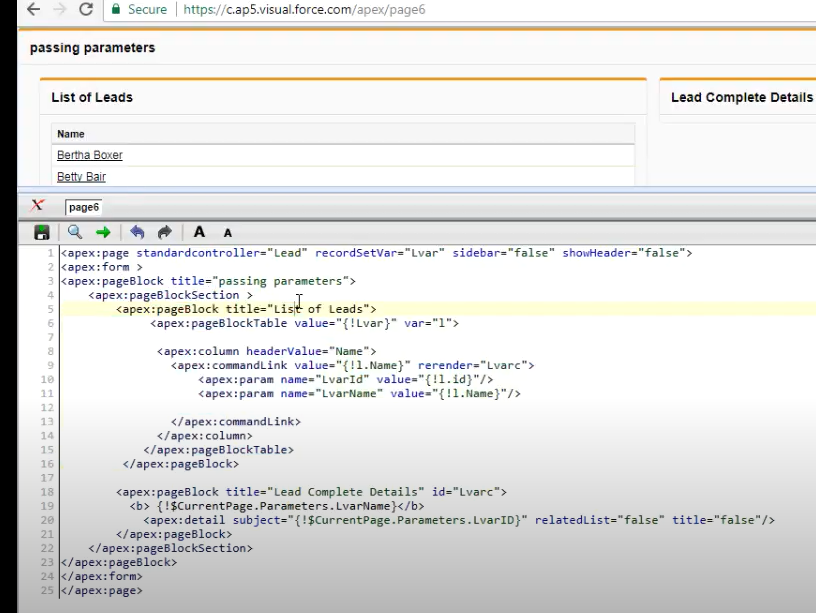 Secure https://c.ap5.visual.force.com/apex/page6
passing parameters
List of Leads
Lead Complete Details
Name
Bertha Boxer
Betty Bair
page6
A A
1 <apex:page standardcontroller="Lead" recordSetVar="Lvar" sidebar="false" showHeader="false">
2 <apex:form >
3 <apex:pageBlock title="passing parameters">
4 <apex:pageBlockSection >
5 <apex:pageBlock title="List of Leads">
6 <apex:pageBlockTable value="{!Lvar}" var="l">
7
8 <apex:column headerValue="Name">
9 <apex:commandLink value="{!l.Name}" rerender="Lvarc">
10 <apex:param name="LvarId" value="{!l.id}"/>
11 <apex:param name="LvarName" value="{!l.Name}"/>
12
13 </apex:commandLink>
14 </apex:column>
15 </apex:pageBlockTable>
16 </apex:pageBlock>
17
18 <apex:pageBlock title="Lead Complete Details" id="Lvarc">
19 <b> {!$CurrentPage.Parameters.LvarName}</b>
20 <apex:detail subject="{!$CurrentPage.Parameters.LvarID}" relatedList="false" title="false"/>
21 </apex:pageBlock>
22 </apex:pageBlockSection>
23 </apex:pageBlock>
24 </apex:form>
25 </apex:page>